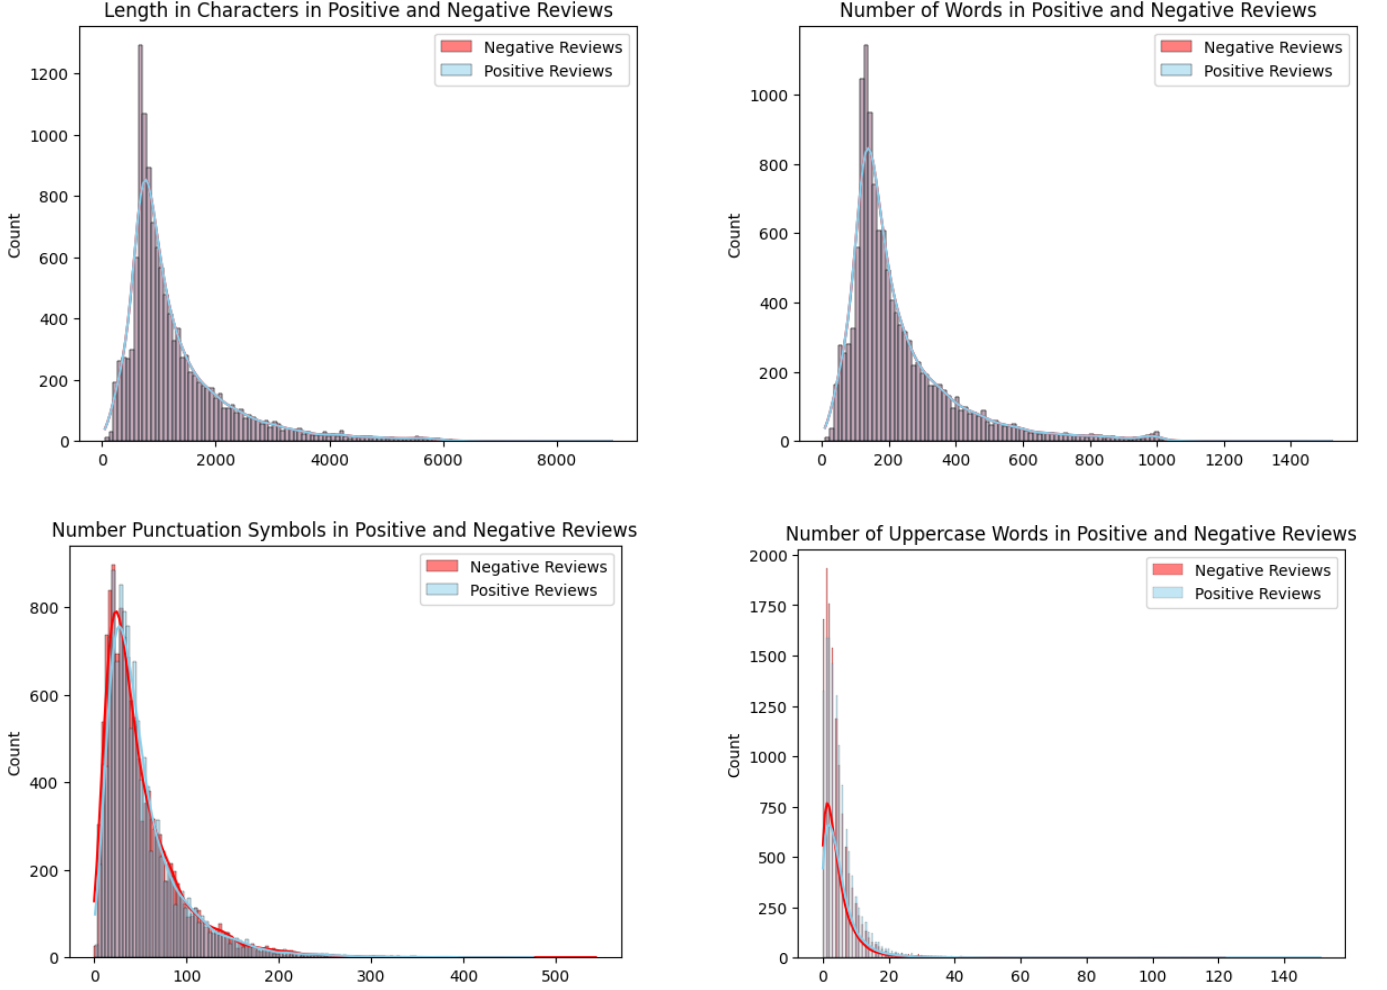 Length in Characters in Positive and Negative Reviews
Negative Reviews
Positive Reviews
Count
1200
1000
800
600
400
200
0
0 2000 4000 6000 8000
Number of Words in Positive and Negative Reviews
Negative Reviews
Positive Reviews
Count
1000
800
600
400
200
0
0 200 400 600 800 1000 1200 1400
Number Punctuation Symbols in Positive and Negative Reviews
Negative Reviews
Positive Reviews
Count
800
600
400
200
0
0 100 200 300 400 500
Number of Uppercase Words in Positive and Negative Reviews
Negative Reviews
Positive Reviews
Count
2000
1750
1500
1250
1000
750
500
250
0
0 20 40 60 80 100 120 140